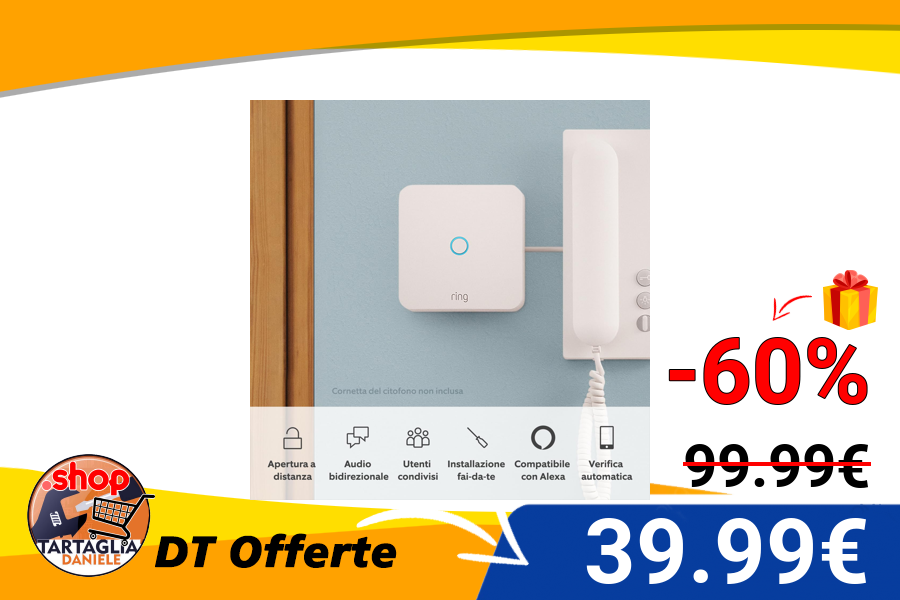 ring
Cornetta del citofono non inclusa
Apertura a
distanza
Audio
bidirezionale
Utenti
condivisi
Installazione
fai-da-te
Compatibile
con Alexa
Verifica
automatica
-60%
99.99€
39.99€
.shop
TARTAGLIA
DANIELE
DT Offerte